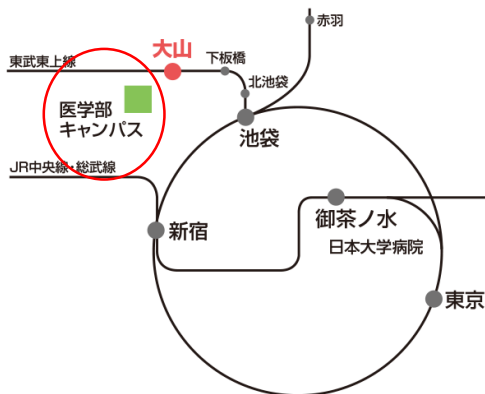 赤羽
東武東上線
大山
下板橋
北池袋
医学部
キャンパス
池袋
JR中央線・総武線
新宿
御茶ノ水
日本大学病院
東京